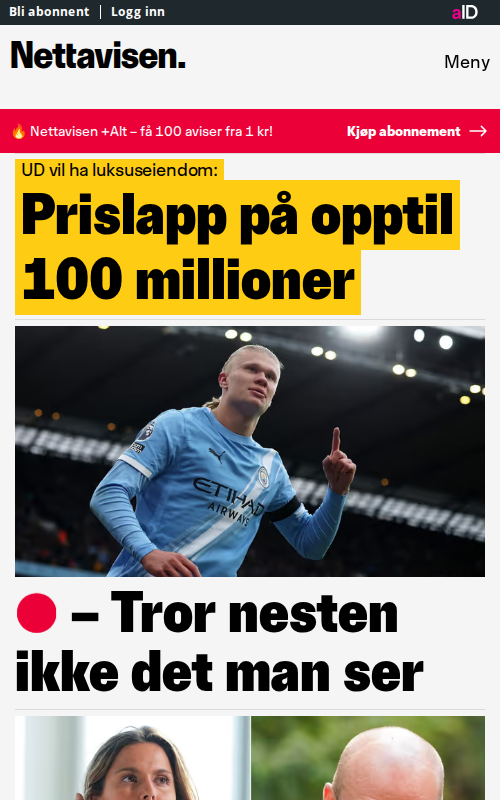 Bli abonnent
Logg inn
aID
Nettavisen.
Meny
🔥 Nettavisen +Alt – få 100 aviser fra 1 kr!
Kjøp abonnement →
UD vil ha luksuseiendom:
Prislapp på opptil
100 millioner
ETIHAD
AIRWAYS
– Tror nesten
ikke det man ser